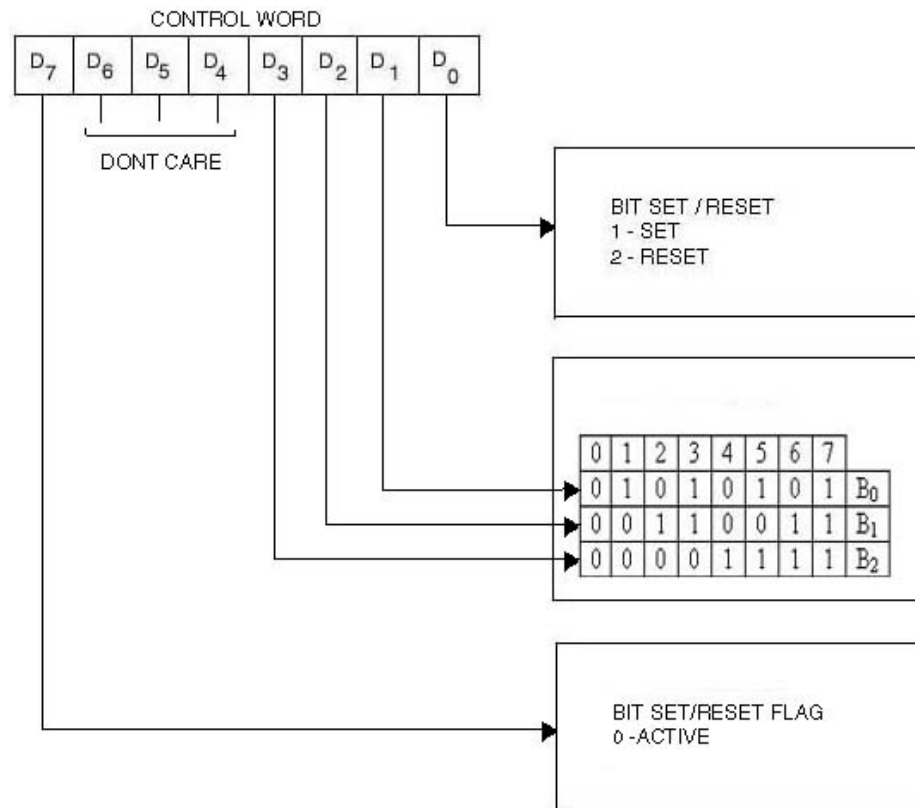 CONTROL WORD
D7 D6 D5 D4 D3 D2 D1 D0
DONT CARE
BIT SET / RESET
1 - SET
2 - RESET
0 1 2 3 4 5 6 7
0 1 0 1 0 1 0 1 B0
0 0 1 1 0 0 1 1 B1
0 0 0 0 1 1 1 1 B2
BIT SET/RESET FLAG
0 -ACTIVE